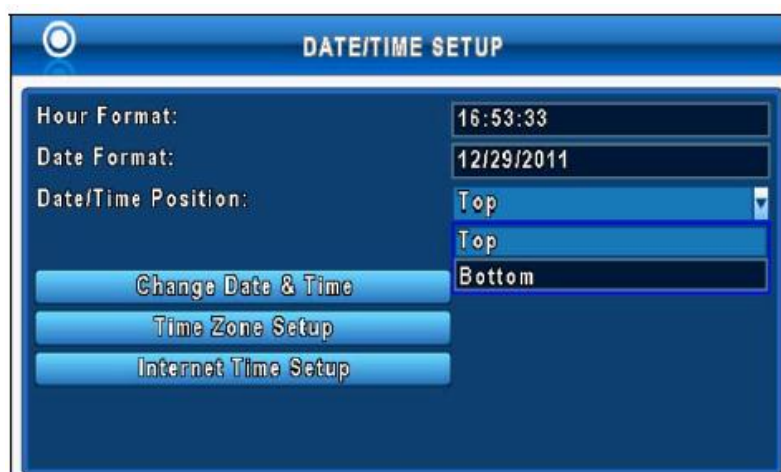 DATE/TIME SETUP
Hour Format: 16:53:33
Date Format: 12/29/2011
Date/Time Position: Top
Top
Bottom
Change Date & Time
Time Zone Setup
Internet Time Setup